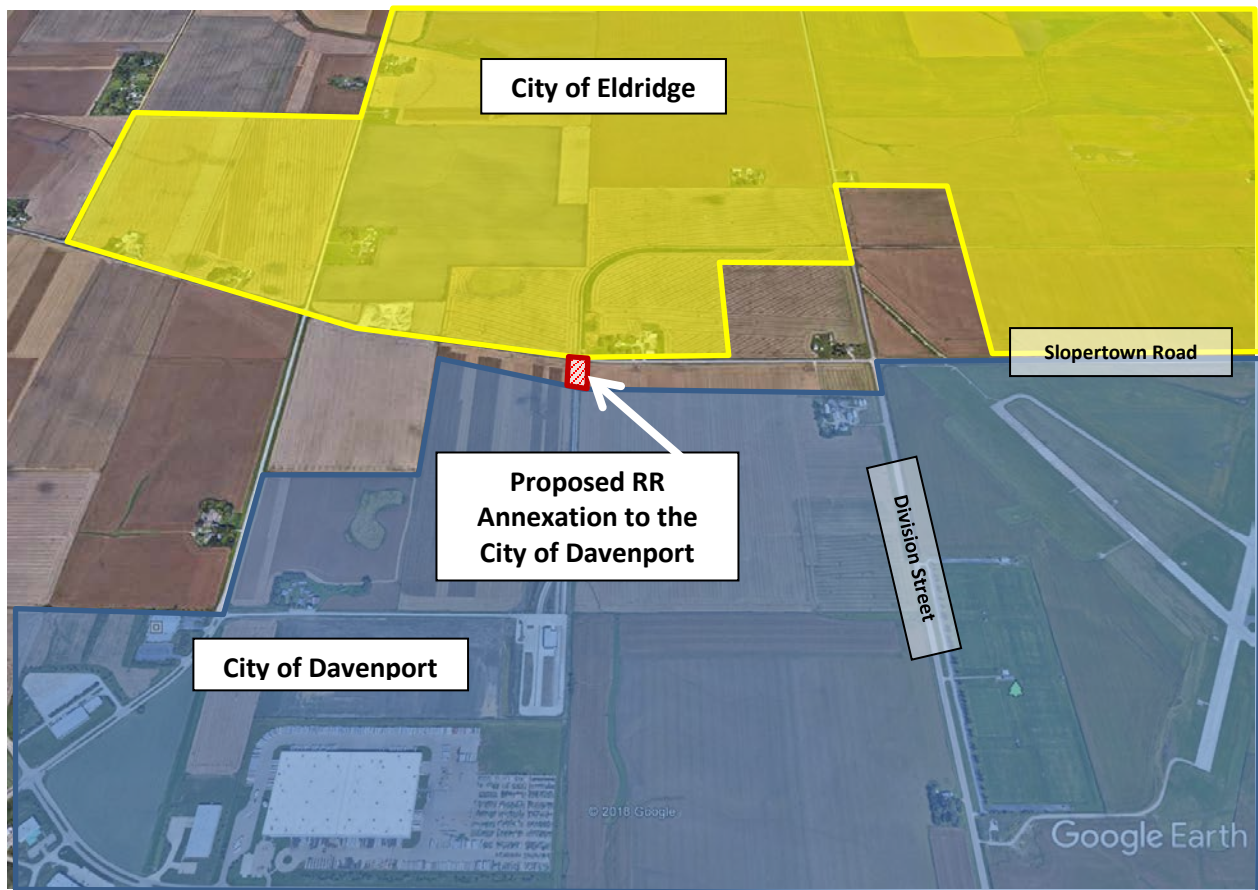 City of Eldridge
Slopertown Road
Proposed RR
Annexation to the
City of Davenport
Division Street
City of Davenport
© 2018 Google
Google Earth